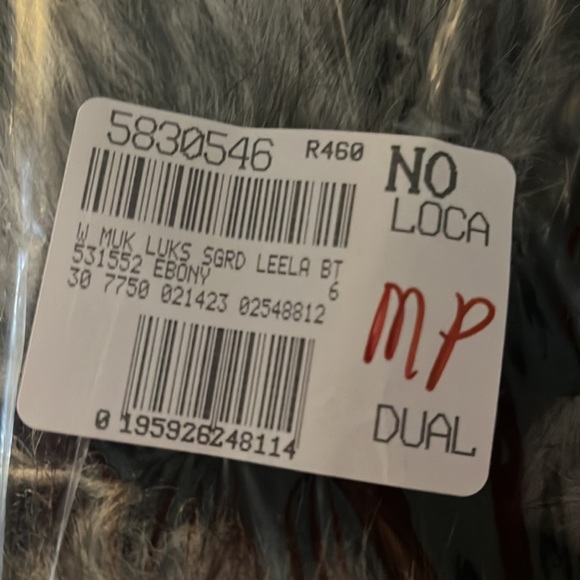 5830546 R460
NO
LOCA
W MUK LUKS SGRD LEELA BT
531552 EBONY 6
30 7750 021423 02548812
MP
0 195926248114
DUAL